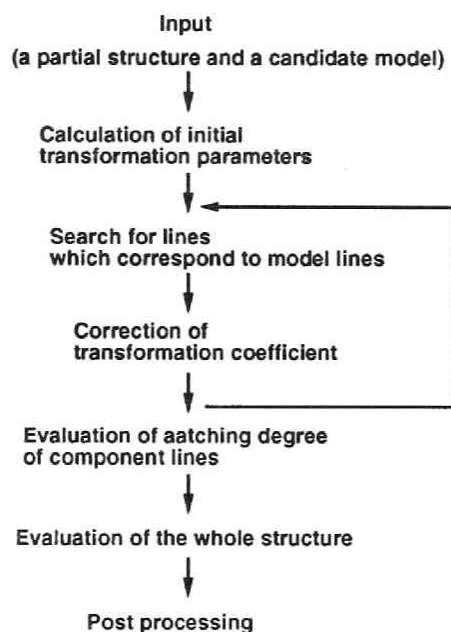 Input
(a partial structure and a candidate model)
Calculation of initial
transformation parameters
Search for lines
which correspond to model lines
Correction of
transformation coefficient
Evaluation of aatching degree
of component lines
Evaluation of the whole structure
Post processing